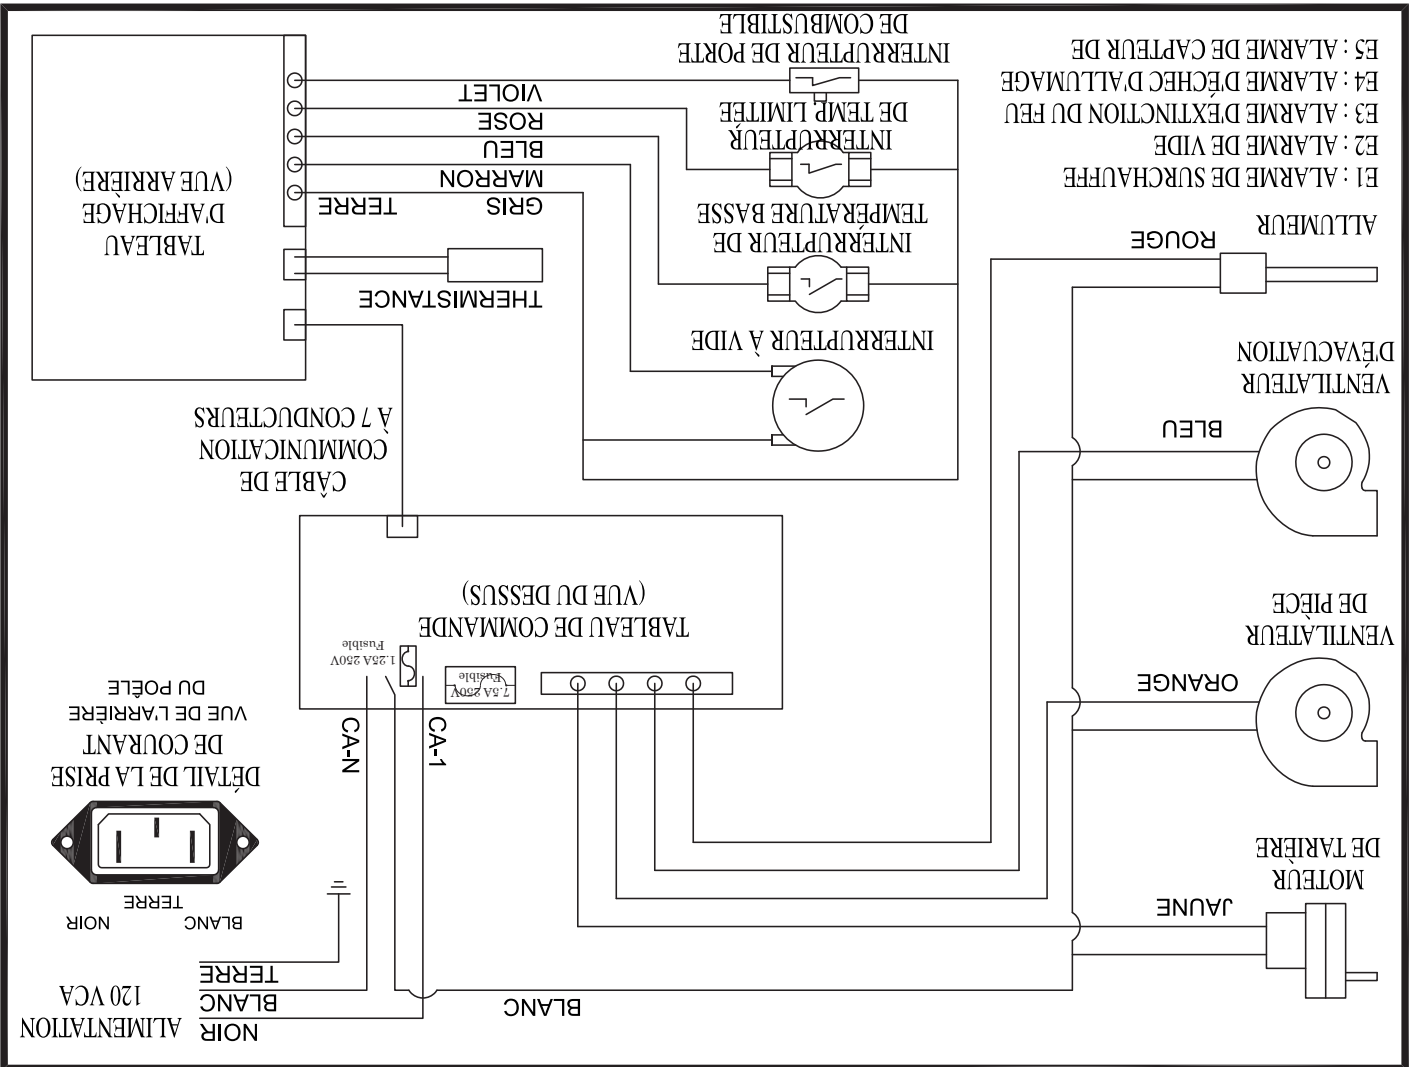 ALIMENTATION
120 VCA
NOIR
BLANC
TERRE
BLANC
MOTEUR
DE TARIÈRE
JAUNE
BLANC
TERRE
NOIR
DÉTAIL DE LA PRISE
DE COURANT
VUE DE L'ARRIÈRE
DU POÊLE
CA-1
CA-N
VENTILATEUR
DE PIÈCE
ORANGE
7.5A 250V
Fusible
1.25A 250V
Fusible
TABLEAU DE COMMANDE
(VUE DU DESSUS)
CÂBLE DE
COMMUNICATION
À 7 CONDUCTEURS
VENTILATEUR
D'ÉVACUATION
BLEU
INTERRUPTEUR À VIDE
THERMISTANCE
ALLUMEUR
ROUGE
INTERRUPTEUR DE
TEMPÉRATURE BASSE
TABLEAU
D'AFFICHAGE
(VUE ARRIÈRE)
GRIS
TERRE
MARRON
BLEU
ROSE
VIOLET
INTERRUPTEUR
DE TEMP. LIMITÉE
INTERRUPTEUR DE PORTE
DE COMBUSTIBLE
E1 : ALARME DE SURCHAUFFE
E2 : ALARME DE VIDE
E3 : ALARME D'EXTINCTION DU FEU
E4 : ALARME D'ÉCHEC D'ALLUMAGE
E5 : ALARME DE CAPTEUR DE